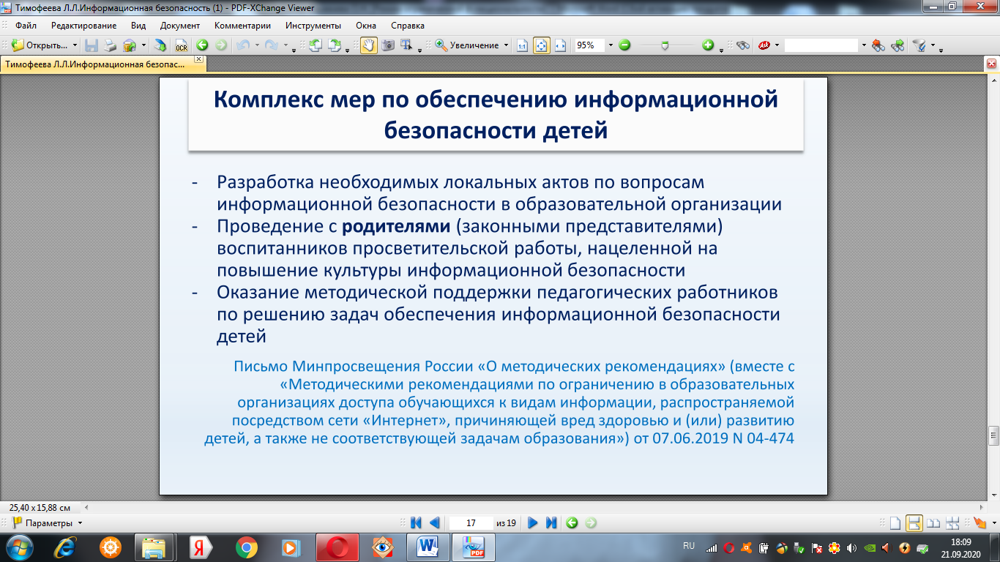 Тимофеева Л.Л.Информационная безопасность (1) - PDF-XChange Viewer
Файл Редактирование Вид Документ Комментарии Инструменты Окна Справка
Открыть... OCR Увеличение 1:1 95% Ask
Тимофеева Л.Л.Информационная безопас...
Комплекс мер по обеспечению информационной
безопасности детей
- Разработка необходимых локальных актов по вопросам
информационной безопасности в образовательной организации
- Проведение с родителями (законными представителями)
воспитанников просветительской работы, нацеленной на
повышение культуры информационной безопасности
- Оказание методической поддержки педагогических работников
по решению задач обеспечения информационной безопасности
детей
Письмо Минпросвещения России «О методических рекомендациях» (вместе с
«Методическими рекомендациями по ограничению в образовательных
организациях доступа обучающихся к видам информации, распространяемой
посредством сети «Интернет», причиняющей вред здоровью и (или) развитию
детей, а также не соответствующей задачам образования») от 07.06.2019 N 04-474
25,40 x 15,88 см
Параметры 17 из 19
RU 18:09
21.09.2020